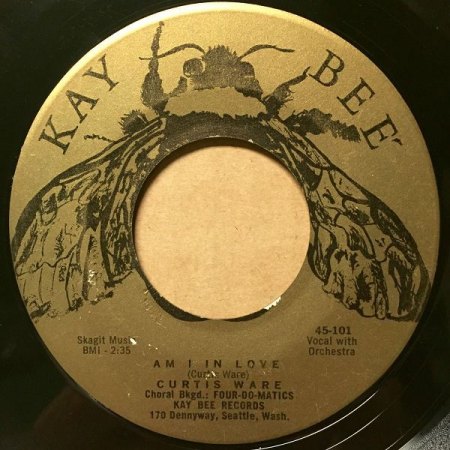 KAY BEE
Skagit Music
BMI - 2:35
45-101
Vocal with
Orchestra
AM I IN LOVE
(Curtis Ware)
CURTIS WARE
Choral Bkgd.: FOUR-DO-MATICS
KAY BEE RECORDS
170 Dennyway, Seattle, Wash.